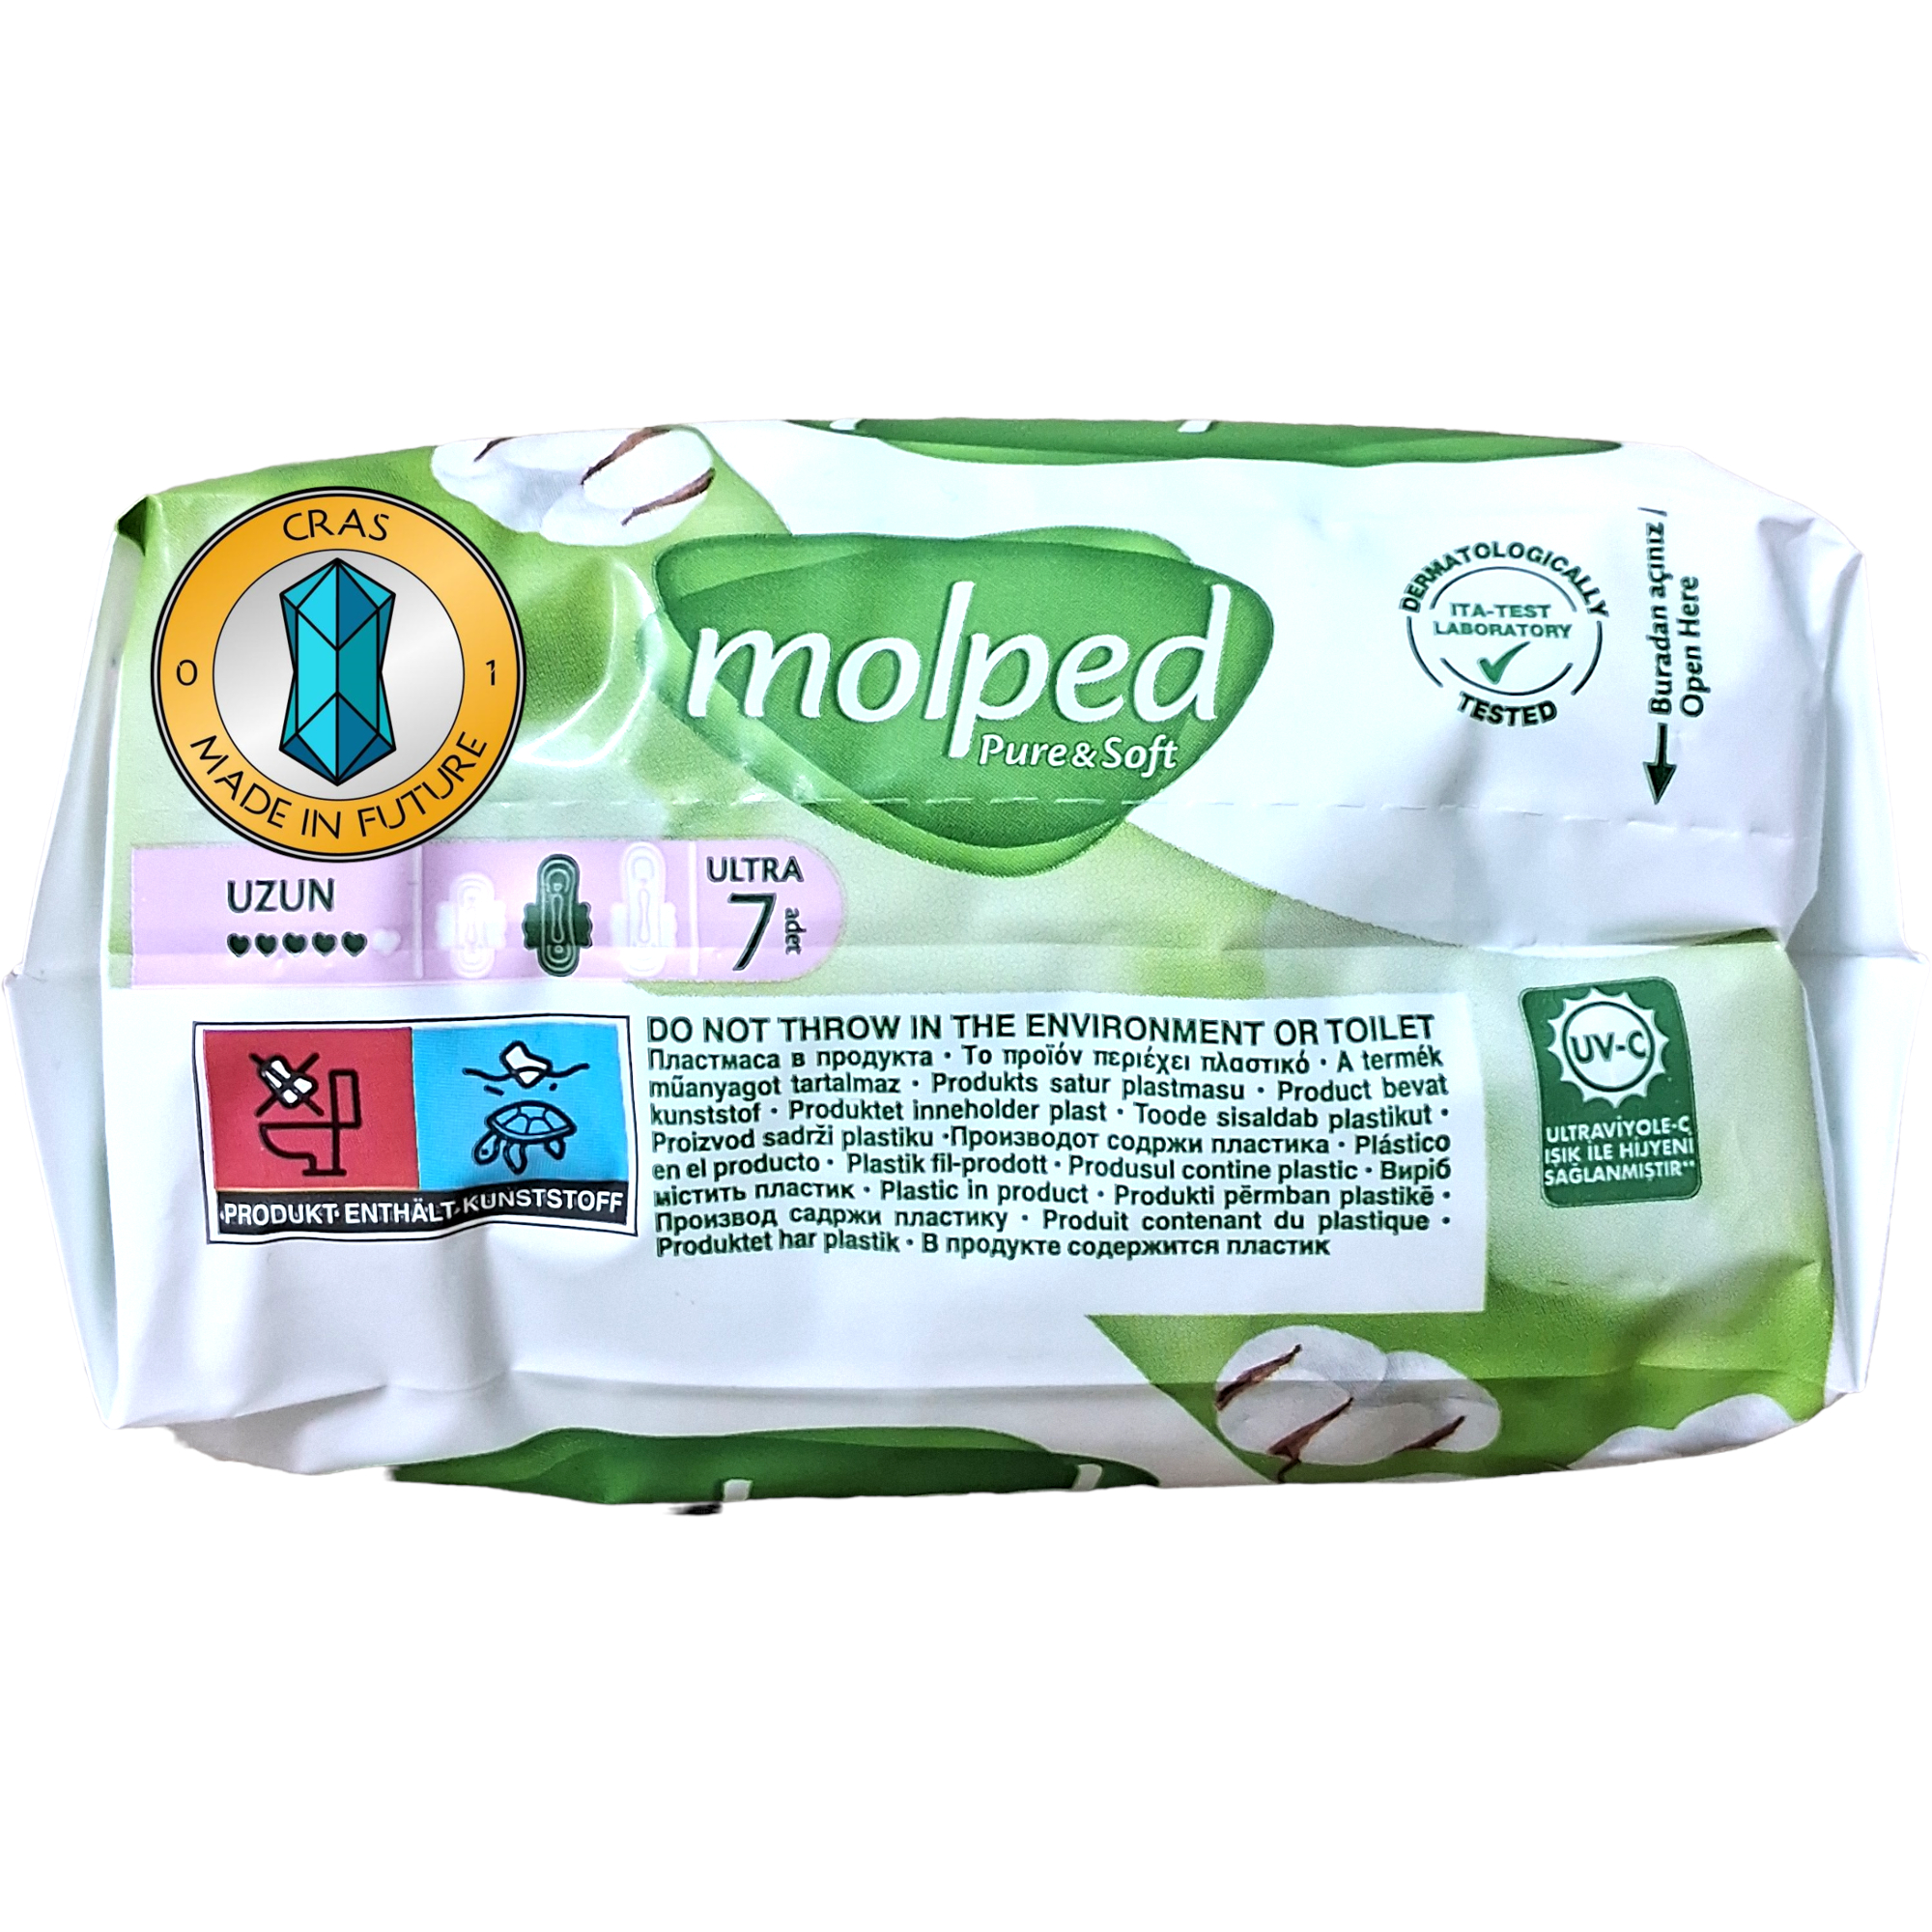 CRAS
0 1
MADE IN FUTURE
molped
Pure & Soft
DERMATOLOGICALLY
ITA-TEST
LABORATORY
TESTED
Buradan açınız /
Open Here
UZUN
ULTRA
7 adet
DO NOT THROW IN THE ENVIRONMENT OR TOILET
Пластмаса в продукта • Το προϊόν περιέχει πλαστικό • A termék
műanyagot tartalmaz • Produkts satur plastmasu • Product bevat
kunststof • Produktet inneholder plast • Toode sisaldab plastikut •
Proizvod sadrži plastiku •Производот содржи пластика • Plástico
en el producto • Plastik fil-prodott • Produsul contine plastic • Виріб
містить пластик • Plastic in product • Produkti përmban plastikë •
Производ садржи пластику • Produit contenant du plastique •
Produktet har plastik • В продукте содержится пластик
•PRODUKT• ENTHÄLT•KUNSTSTOFF
UV-C
ULTRAVİYOLE-C
IŞIK İLE HİJYENİ
SAĞLANMIŞTIR**